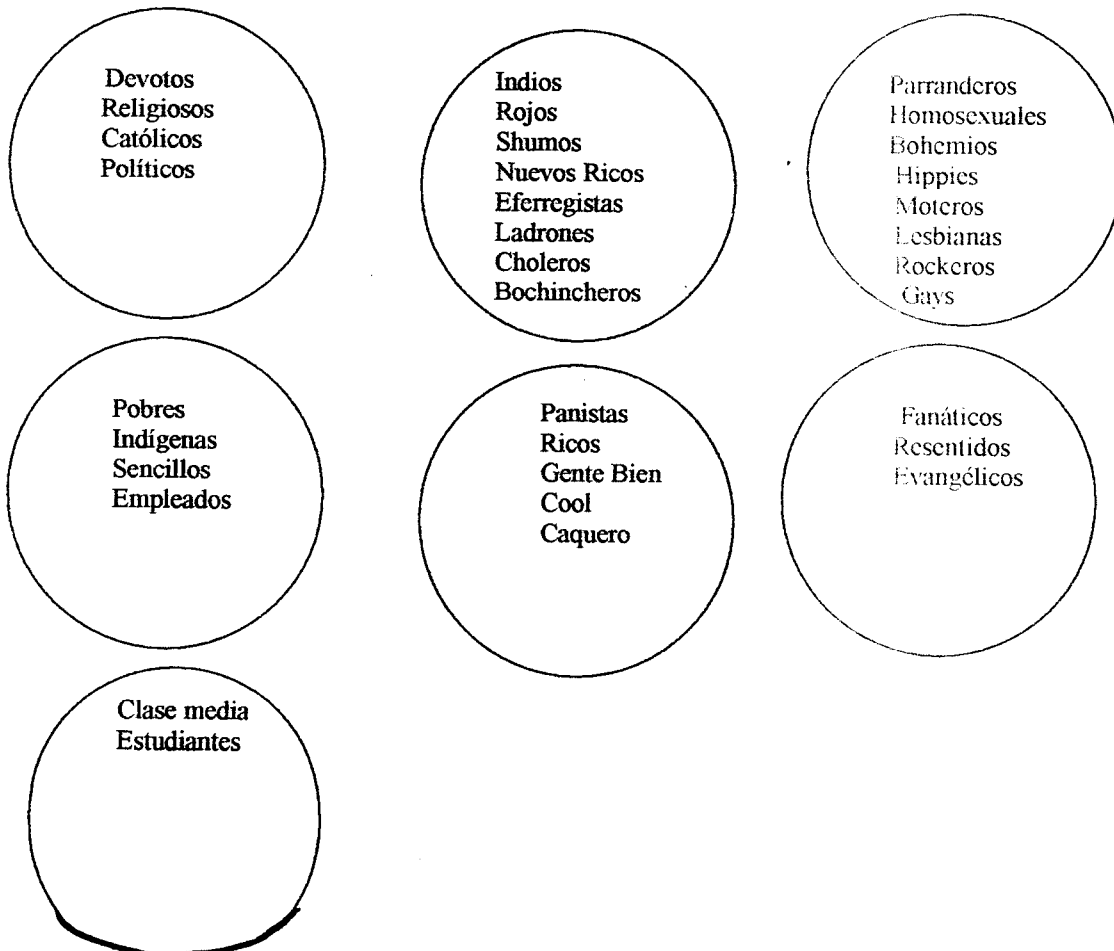 Devotos
Religiosos
Católicos
Políticos
Indios
Rojos
Shumos
Nuevos Ricos
Eferregistas
Ladrones
Choleros
Bochincheros
Parranderos
Homosexuales
Bohemios
Hippies
Moteros
Lesbianas
Rockeros
Gays
Pobres
Indígenas
Sencillos
Empleados
Panistas
Ricos
Gente Bien
Cool
Caquero
Fanáticos
Resentidos
Evangélicos
Clase media
Estudiantes